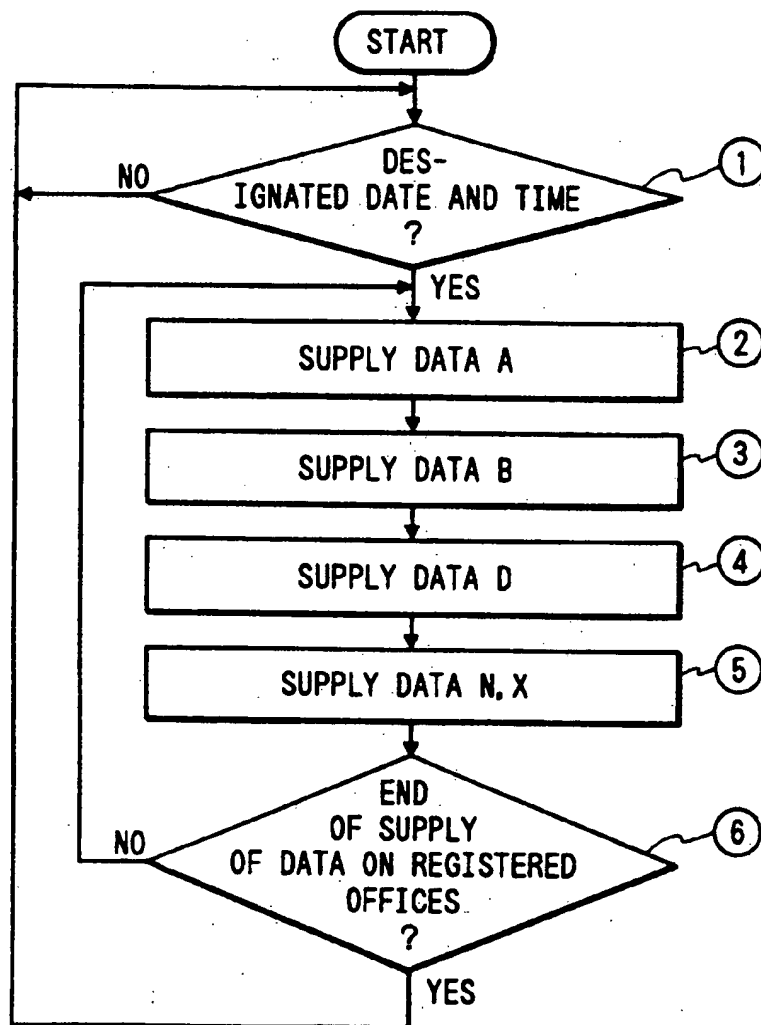 START
DES-
IGNATED DATE AND TIME
?
1
NO
YES
SUPPLY DATA A
2
SUPPLY DATA B
3
SUPPLY DATA D
4
SUPPLY DATA N, X
5
END
OF SUPPLY
OF DATA ON REGISTERED
OFFICES
?
6
NO
YES